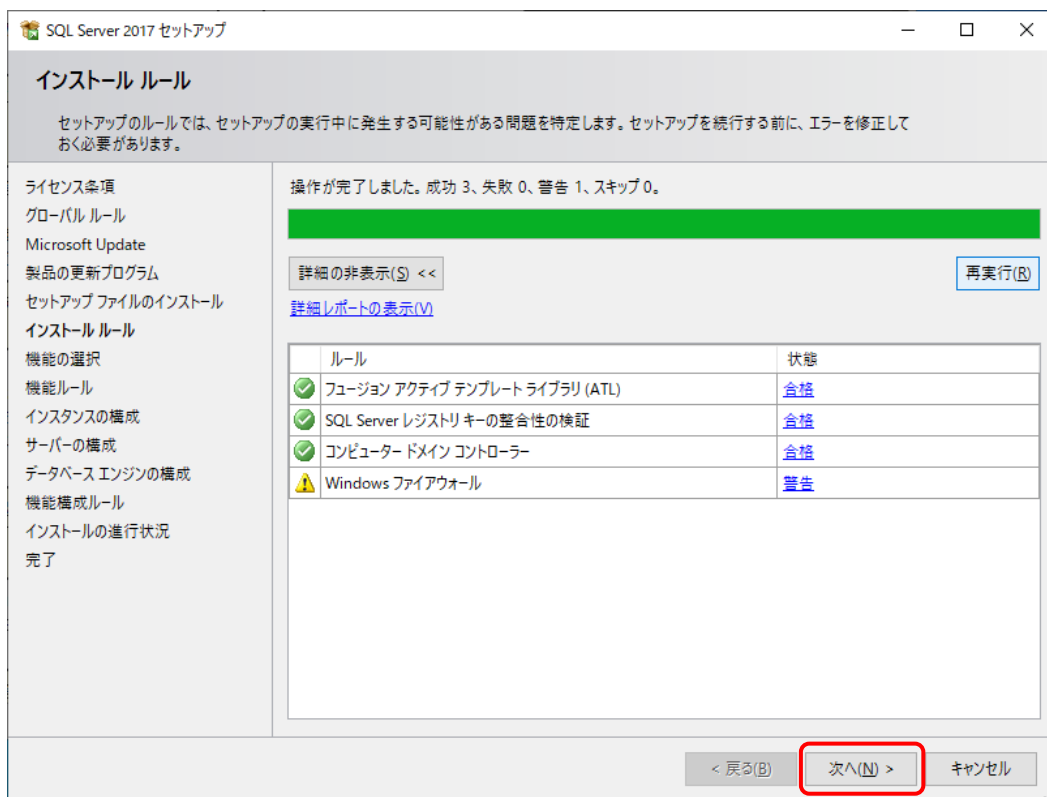 SQL Server 2017 セットアップ
インストール ルール
セットアップのルールでは、セットアップの実行中に発生する可能性がある問題を特定します。セットアップを続行する前に、エラーを修正して
おく必要があります。
ライセンス条項
グローバル ルール
Microsoft Update
製品の更新プログラム
セットアップ ファイルのインストール
インストール ルール
機能の選択
機能ルール
インスタンスの構成
サーバーの構成
データベース エンジンの構成
機能構成ルール
インストールの進行状況
完了
操作が完了しました。成功 3、失敗 0、警告 1、スキップ 0。
詳細の非表示(S) <<
再実行(R)
詳細レポートの表示(V)
ルール 状態
フュージョン アクティブ テンプレート ライブラリ (ATL) 合格
SQL Server レジストリ キーの整合性の検証 合格
コンピューター ドメイン コントローラー 合格
Windows ファイアウォール 警告
< 戻る(B) 次へ(N) > キャンセル